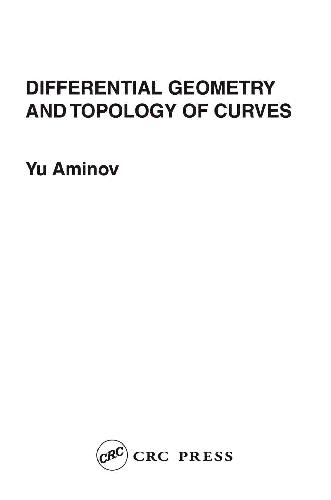 DIFFERENTIAL GEOMETRY
AND TOPOLOGY OF CURVES
Yu Aminov
CRC CRC PRESS